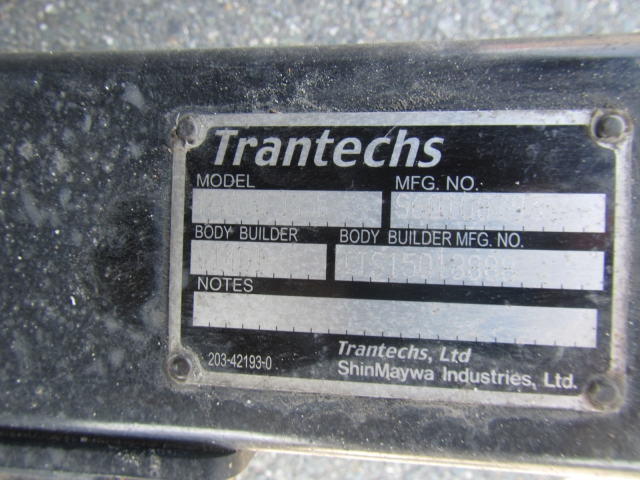 Trantechs
MODEL MFG. NO.
BODY BUILDER BODY BUILDER MFG. NO.
NOTES
203-42193-0
Trantechs, Ltd
ShinMaywa Industries, Ltd.